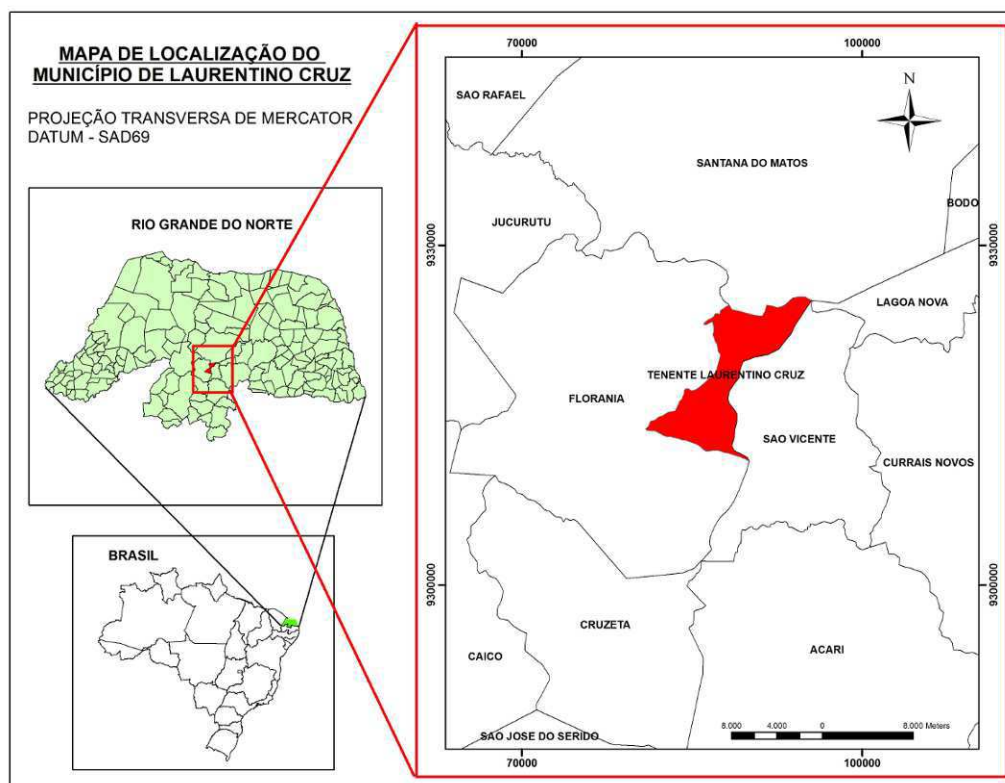 MAPA DE LOCALIZAÇÃO DO
MUNICÍPIO DE LAURENTINO CRUZ
PROJEÇÃO TRANSVERSA DE MERCATOR
DATUM - SAD69
RIO GRANDE DO NORTE
BRASIL
70000
100000
N
SAO RAFAEL
SANTANA DO MATOS
BODO
JUCURUTU
9330000
9330000
LAGOA NOVA
TENENTE LAURENTINO CRUZ
FLORANIA
SAO VICENTE
CURRAIS NOVOS
9300000
9300000
CRUZETA
ACARI
CAICO
SAO JOSE DO SERIDO
8.000 4.000 0 8.000 Meters
70000
100000